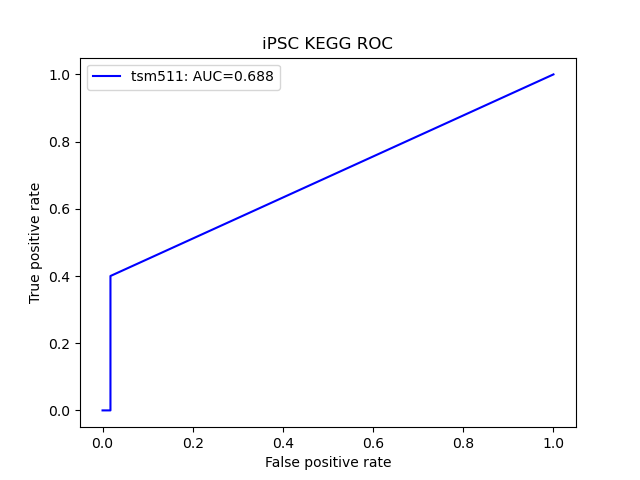 iPSC KEGG ROC
tsm511: AUC=0.688
1.0
0.8
0.6
0.4
0.2
0.0
True positive rate
0.0 0.2 0.4 0.6 0.8 1.0
False positive rate